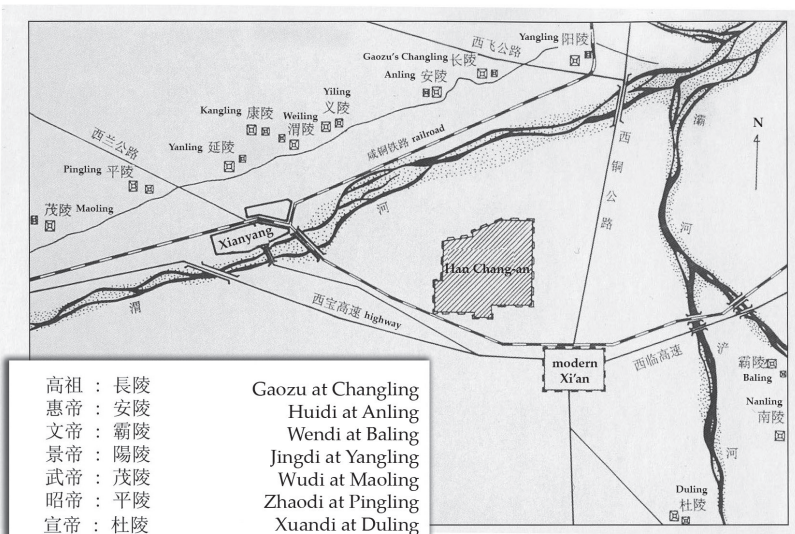 西飞公路
Yangling 阳陵
Gaozu's Changling 长陵
Anling 安陵
Yiling
义陵
Kangling 康陵
Weiling
渭陵
Yanling 延陵
西兰公路
Pingling 平陵
茂陵 Maoling
咸铜铁路 railroad
西铜公路
灞河
N
河
Xianyang
Han Chang-an
渭
西宝高速 highway
modern
Xi'an
西临高速
浐河
霸陵
Baling
Nanling
南陵
Duling
杜陵
高祖 : 長陵
惠帝 : 安陵
文帝 : 霸陵
景帝 : 陽陵
武帝 : 茂陵
昭帝 : 平陵
宣帝 : 杜陵
Gaozu at Changling
Huidi at Anling
Wendi at Baling
Jingdi at Yangling
Wudi at Maoling
Zhaodi at Pingling
Xuandi at Duling